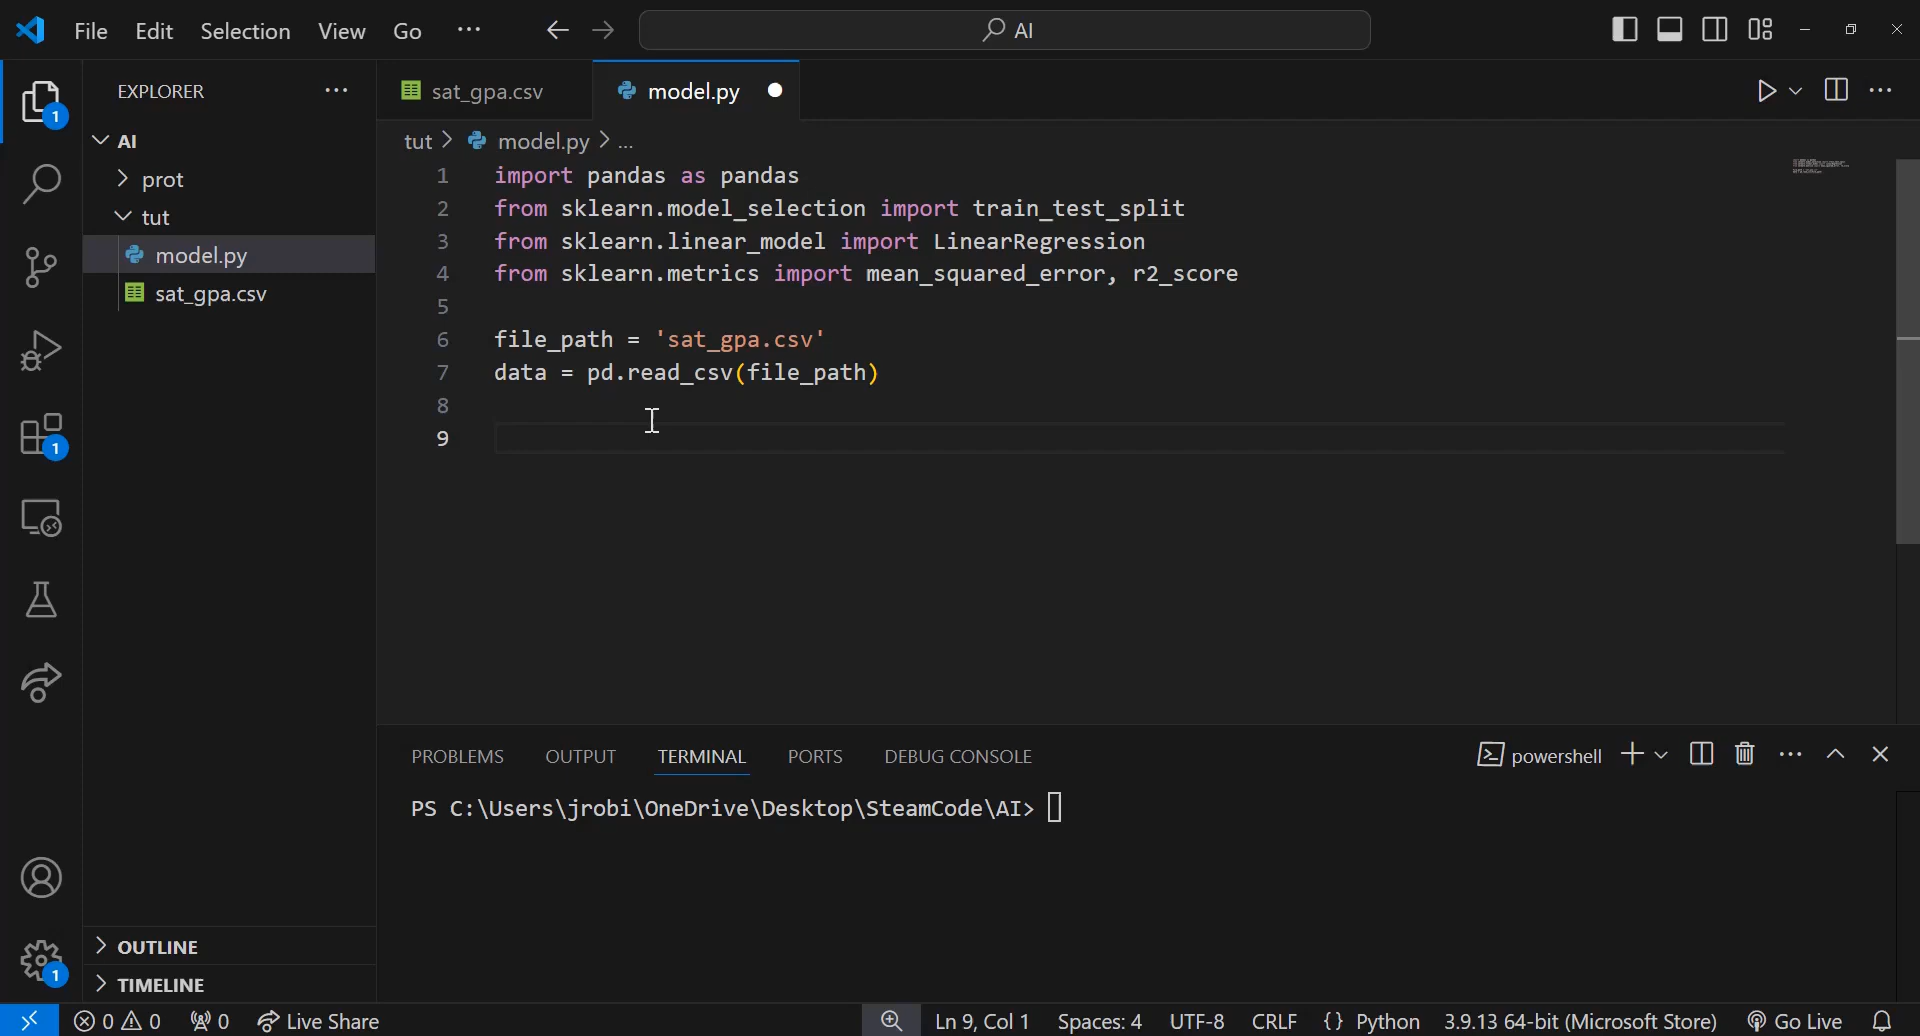 File Edit Selection View Go ··· AI
EXPLORER ···
sat_gpa.csv model.py
1
AI
prot
tut
model.py
sat_gpa.csv
tut > model.py > ...
1 import pandas as pandas
2 from sklearn.model_selection import train_test_split
3 from sklearn.linear_model import LinearRegression
4 from sklearn.metrics import mean_squared_error, r2_score
5
6 file_path = 'sat_gpa.csv'
7 data = pd.read_csv(file_path)
8
9
1
PROBLEMS OUTPUT TERMINAL PORTS DEBUG CONSOLE powershell
PS C:\Users\jrobi\OneDrive\Desktop\SteamCode\AI>
OUTLINE
1
TIMELINE
0 0 0 Live Share Ln 9, Col 1 Spaces: 4 UTF-8 CRLF {} Python 3.9.13 64-bit (Microsoft Store) Go Live